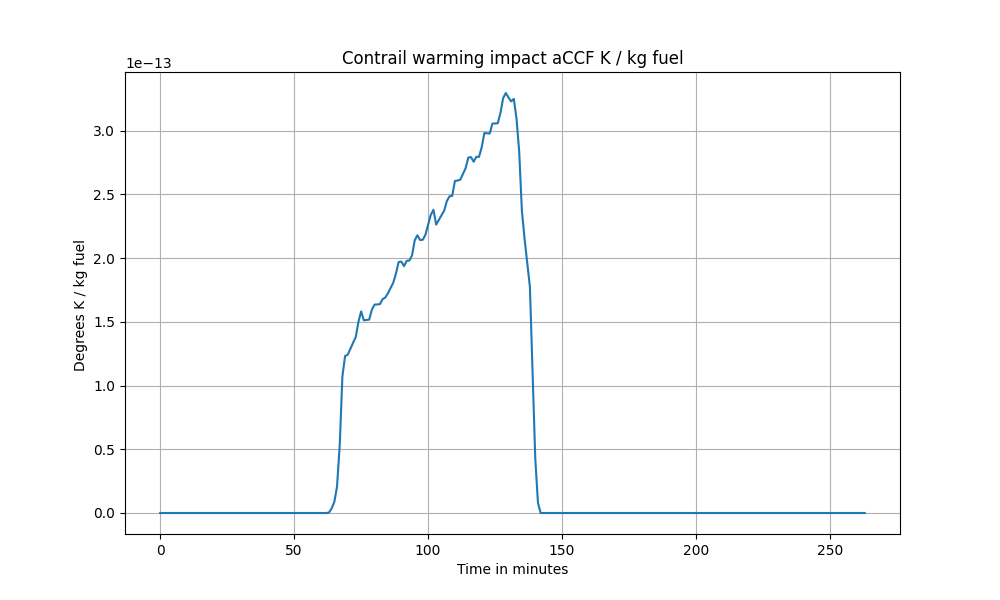 Contrail warming impact aCCF K / kg fuel
1e−13
3.0
2.5
2.0
1.5
1.0
0.5
0.0
Degrees K / kg fuel
0 50 100 150 200 250
Time in minutes